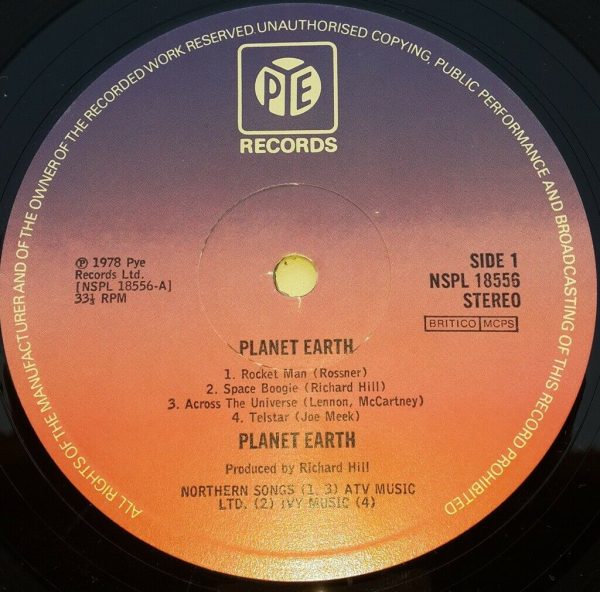 ALL RIGHTS OF THE MANUFACTURER AND OF THE OWNER OF THE RECORDED WORK RESERVED. UNAUTHORISED COPYING, PUBLIC PERFORMANCE AND BROADCASTING OF THIS RECORD PROHIBITED
PYE
RECORDS
℗ 1978 Pye
Records Ltd.
[NSPL 18556-A]
33⅓ RPM
SIDE 1
NSPL 18556
STEREO
BRITICO MCPS
PLANET EARTH
1. Rocket Man (Rossner)
2. Space Boogie (Richard Hill)
3. Across The Universe (Lennon, McCartney)
4. Telstar (Joe Meek)
PLANET EARTH
Produced by Richard Hill
NORTHERN SONGS (1, 3) ATV MUSIC
LTD. (2) IVY MUSIC (4)